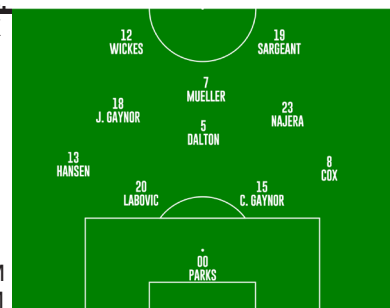 12
WICKES
19
SARGEANT
7
MUELLER
18
J. GAYNOR
23
NAJERA
5
DALTON
13
HANSEN
8
COX
20
LABOVIC
15
C. GAYNOR
00
PARKS